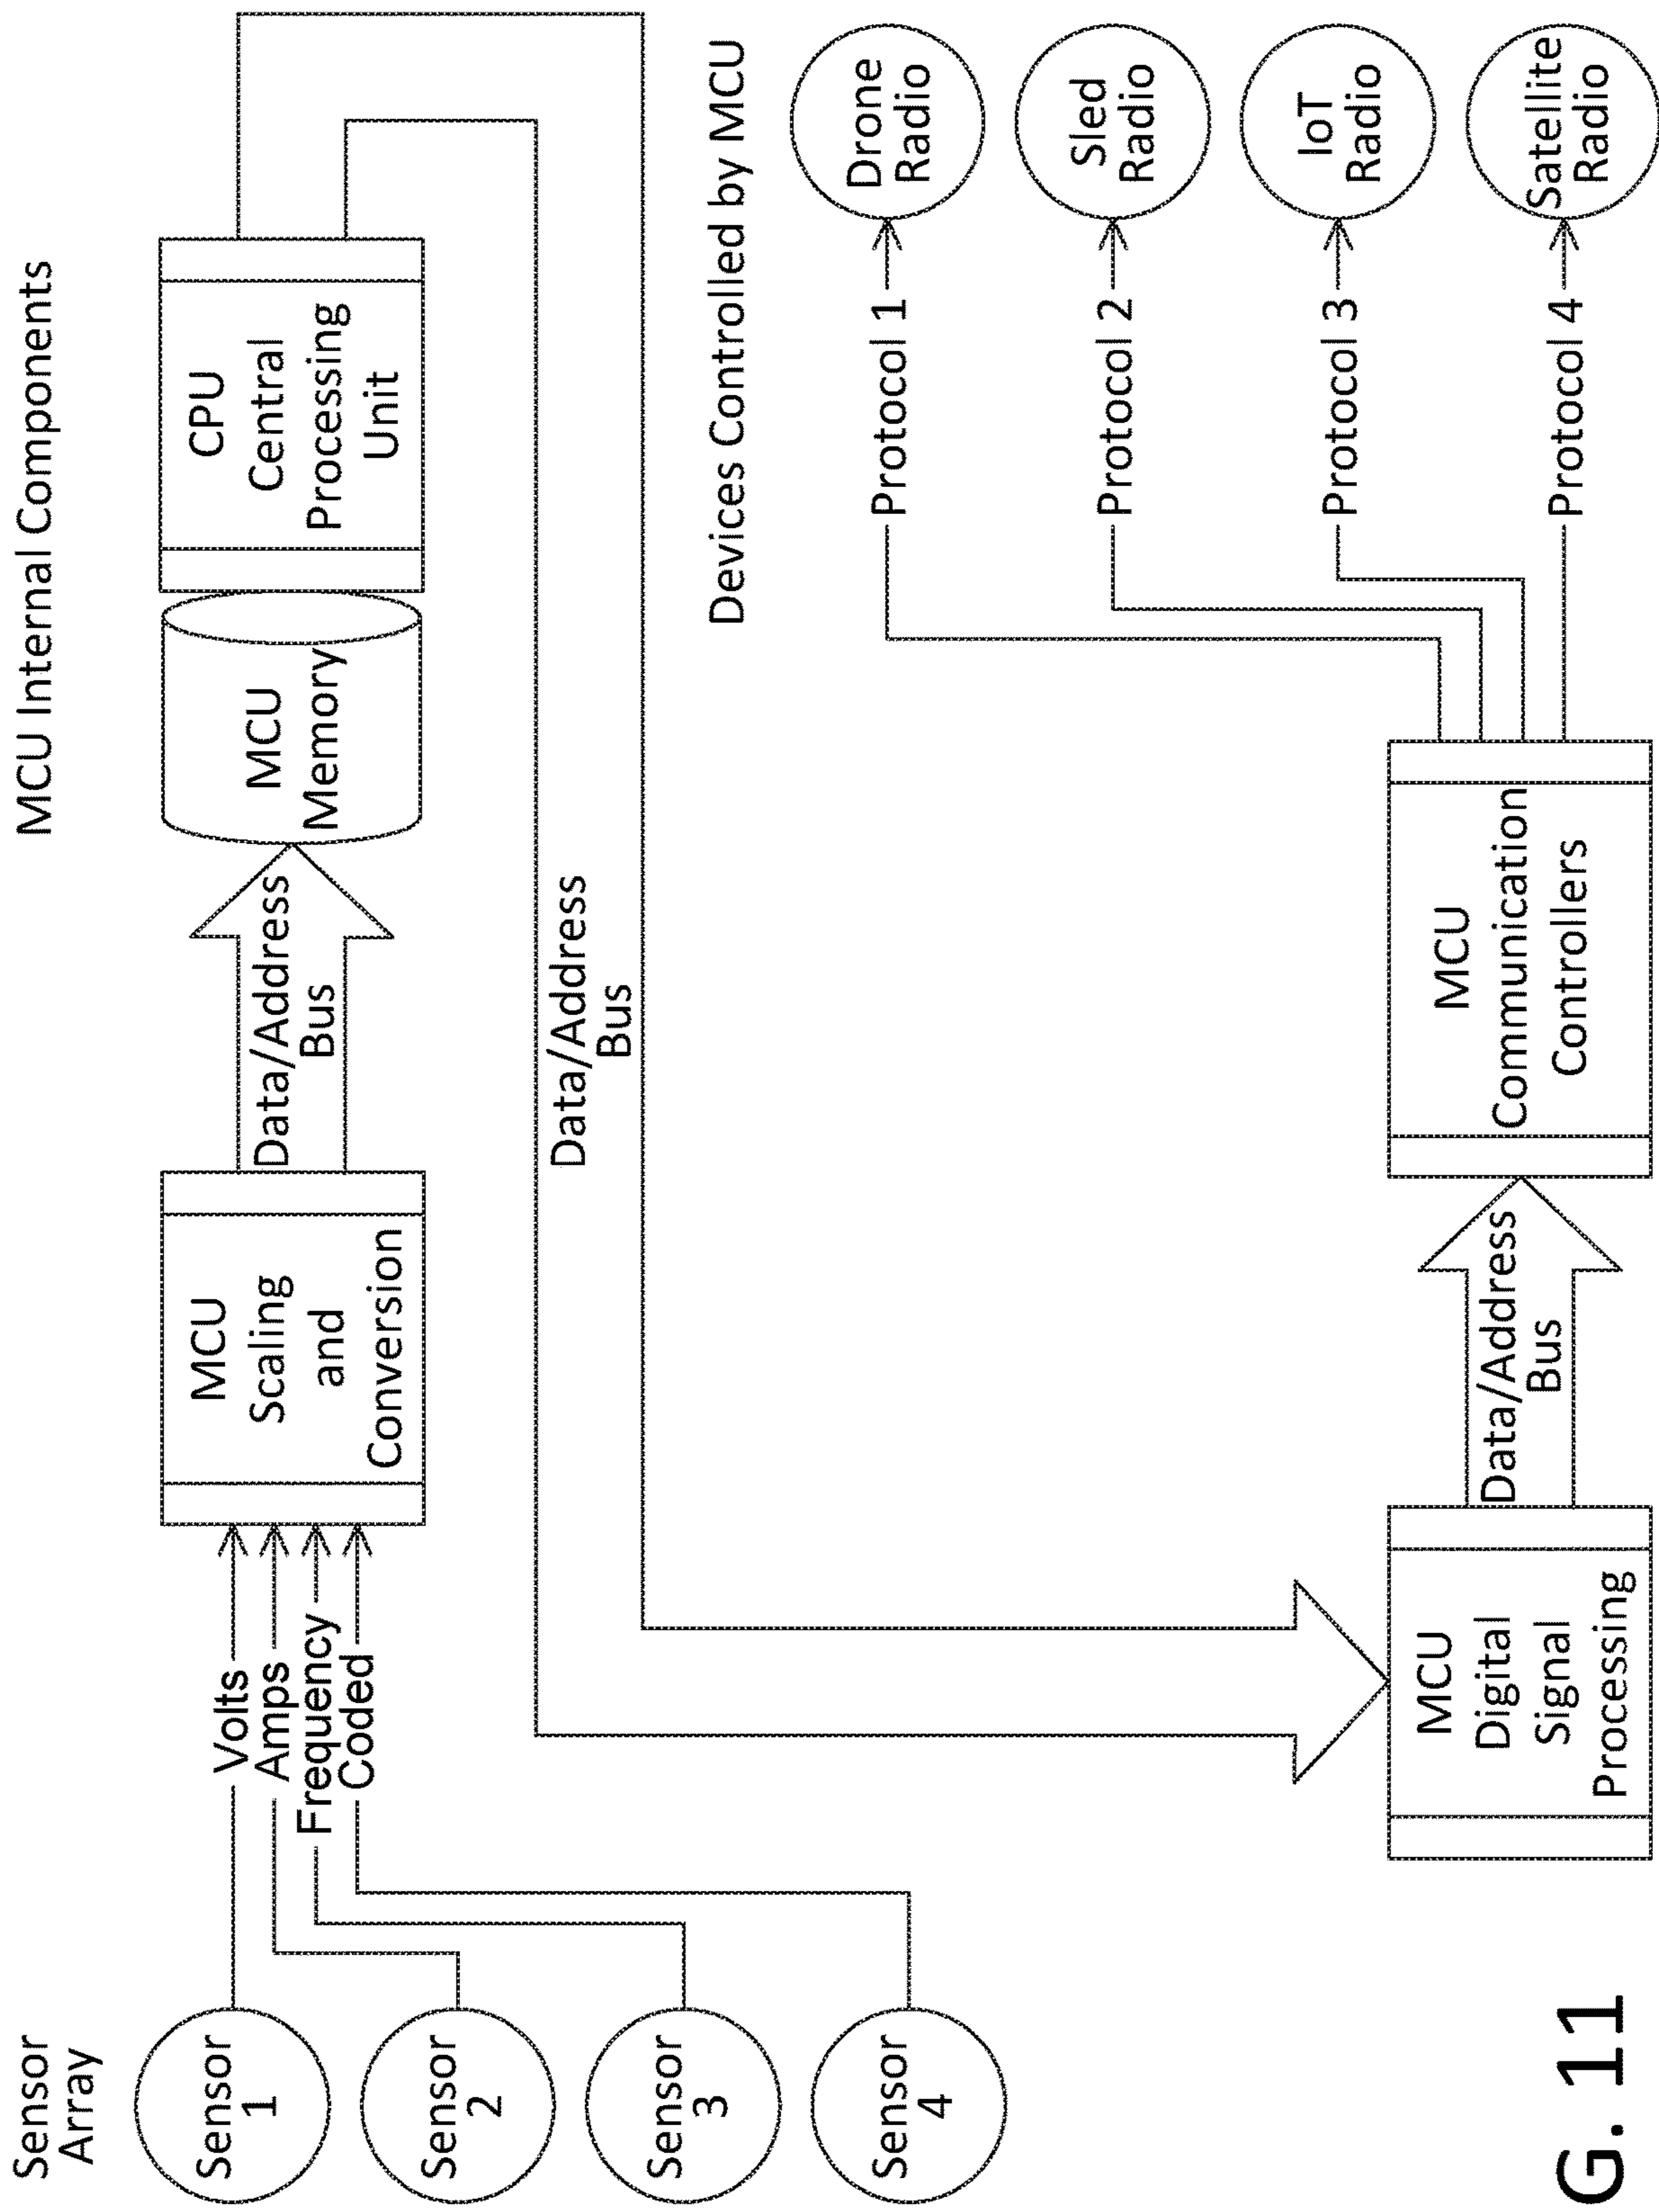 Sensor
Array
MCU Internal Components
Sensor
1
Sensor
2
Sensor
3
Sensor
4
Volts
Amps
Frequency
Coded
MCU
Scaling
and
Conversion
Data/Address
Bus
MCU
Memory
CPU
Central
Processing
Unit
Data/Address
Bus
Devices Controlled by MCU
MCU
Digital
Signal
Processing
Data/Address
Bus
MCU
Communication
Controllers
Protocol 1
Protocol 2
Protocol 3
Protocol 4
Drone
Radio
Sled
Radio
IoT
Radio
Satellite
Radio
G. 11